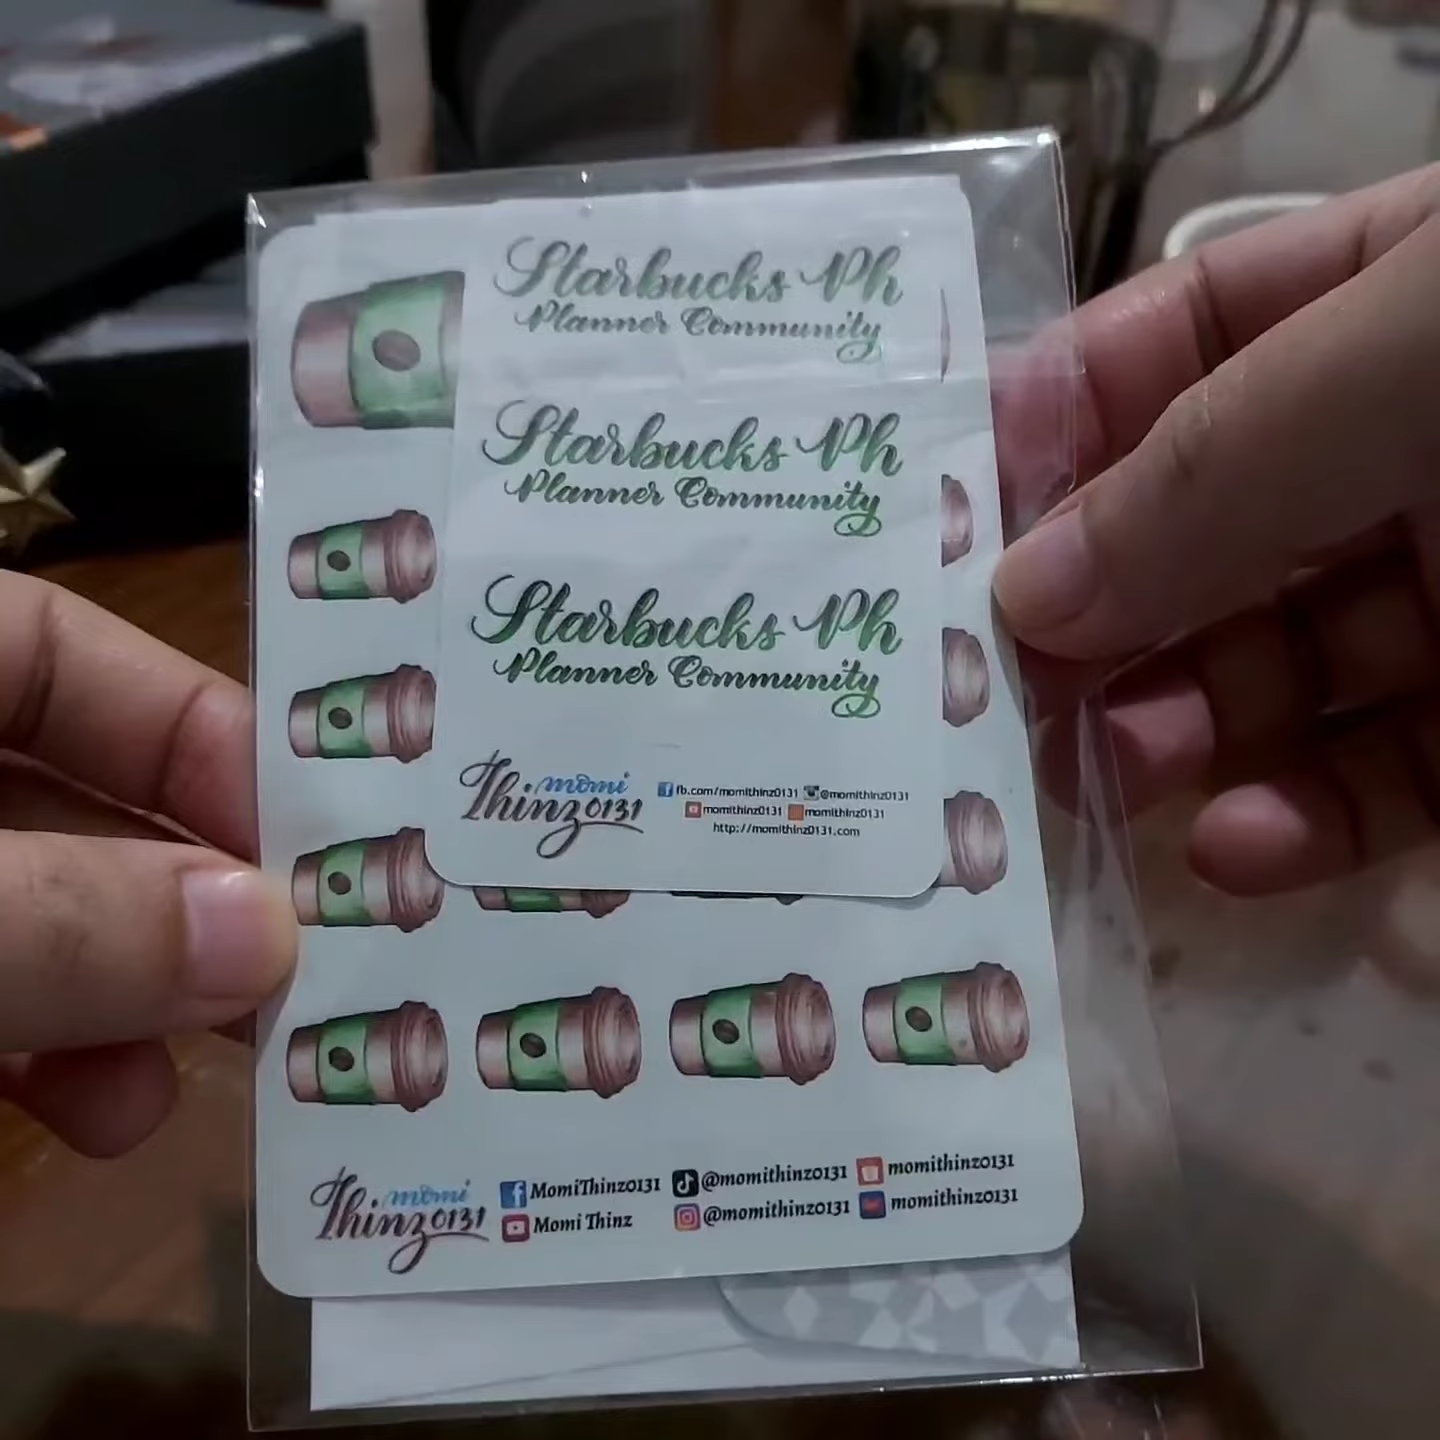 Starbucks Ph
Planner Community
Starbucks Ph
Planner Community
Starbucks Ph
Planner Community
momi
Thinz0131
fb.com/momithinz0131 @momithinz0131
momithinz0131 momithinz0131
http://momithinz0131.com
momi
Thinz0131
MomiThinz0131 @momithinz0131 momithinz0131
Momi Thinz @momithinz0131 momithinz0131